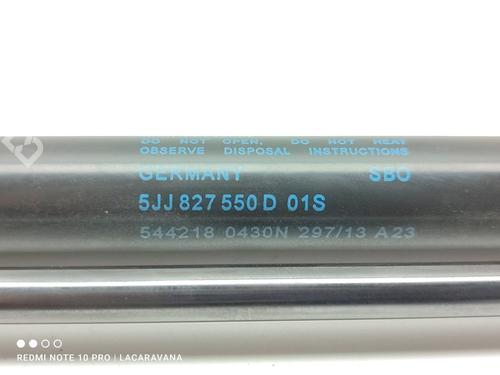 DO NOT OPEN, DO NOT HEAT
OBSERVE DISPOSAL INSTRUCTIONS
GERMANY SBO
5JJ 827 550 D 01S
544218 0430N 297/13 A23
REDMI NOTE 10 PRO | LACARAVANA